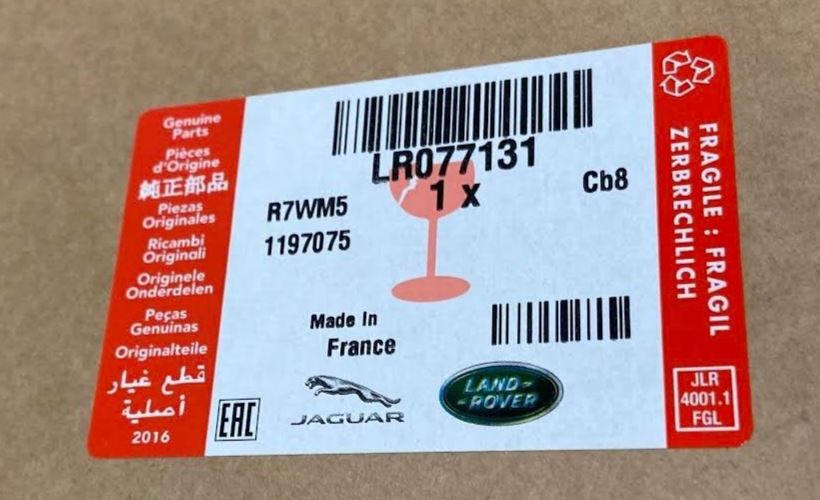 Genuine
Parts
Pièces
d'Origine
純正部品
Piezas
Originales
Ricambi
Originali
Originele
Onderdelen
Peças
Genuinas
Originalteile
قطع غيار
أصلية
2016
LR077131
1 x
Cb8
R7WM5
1197075
Made In
France
EAC
JAGUAR
LAND-
-ROVER
FRAGILE : FRAGIL
ZERBRECHLICH
JLR
4001.1
FGL